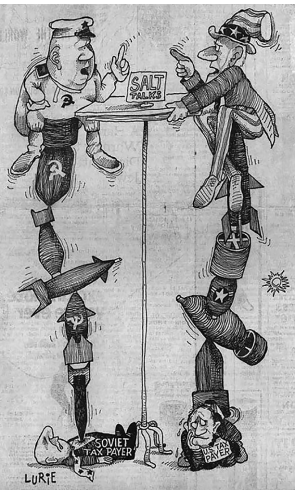 SALT
TALKS
SOVIET
TAX PAYER
U.S. TAX
PAYER
LURIE